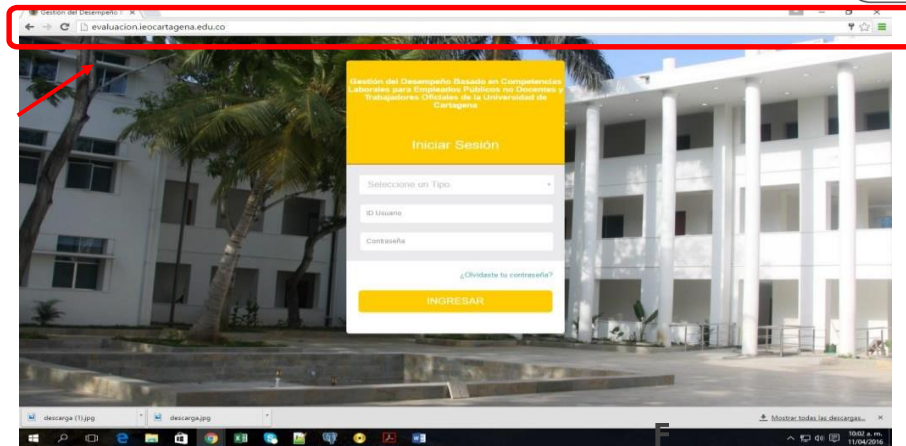 Gestión del Desempeño
evaluacion.ieocartagena.edu.co
Gestión del Desempeño Basado en Competencias
Laborales para Empleados Públicos no Docentes y
Trabajadores Oficiales de la Universidad de
Cartagena
Iniciar Sesión
Seleccione un Tipo
ID Usuario
Contraseña
¿Olvidaste tu contraseña?
INGRESAR
descarga (1).jpg
descarga.jpg
Mostrar todas las descargas...
F
10:02 a. m.
11/04/2016